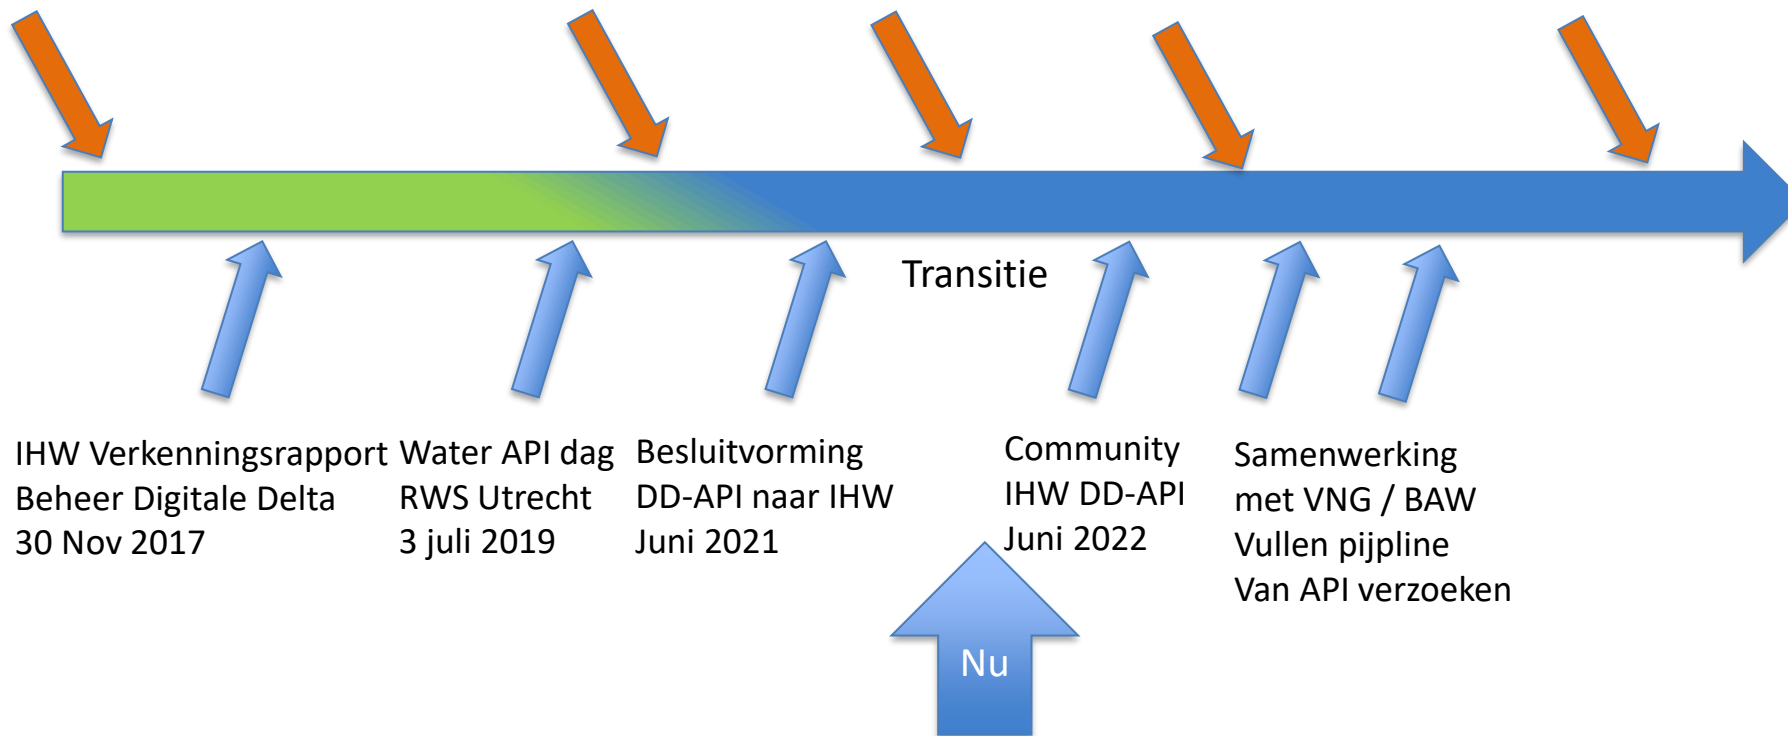 Transitie
IHW Verkenningsrapport
Beheer Digitale Delta
30 Nov 2017
Water API dag
RWS Utrecht
3 juli 2019
Besluitvorming
DD-API naar IHW
Juni 2021
Community
IHW DD-API
Juni 2022
Samenwerking
met VNG / BAW
Vullen pijpline
Van API verzoeken
Nu